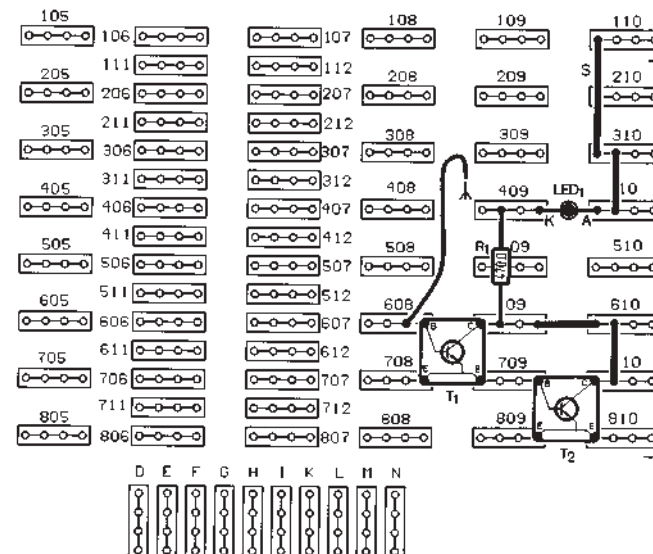 105 108 109 110
106 107
111 112
205 208 209 S 210
206 207
211 212
305 308 309 310
306 307
311 312
405 408 409 LED1 10
406 407 K A
411 412
505 508 R1 470Ω 09 510
506 507
511 512
605 608 09 610
606 607
B C
611 612
705 708 E E 709 10
706 707 T1 B C
711 712
805 808 809 E E 810
806 807 T2
D E F G H I K L M N